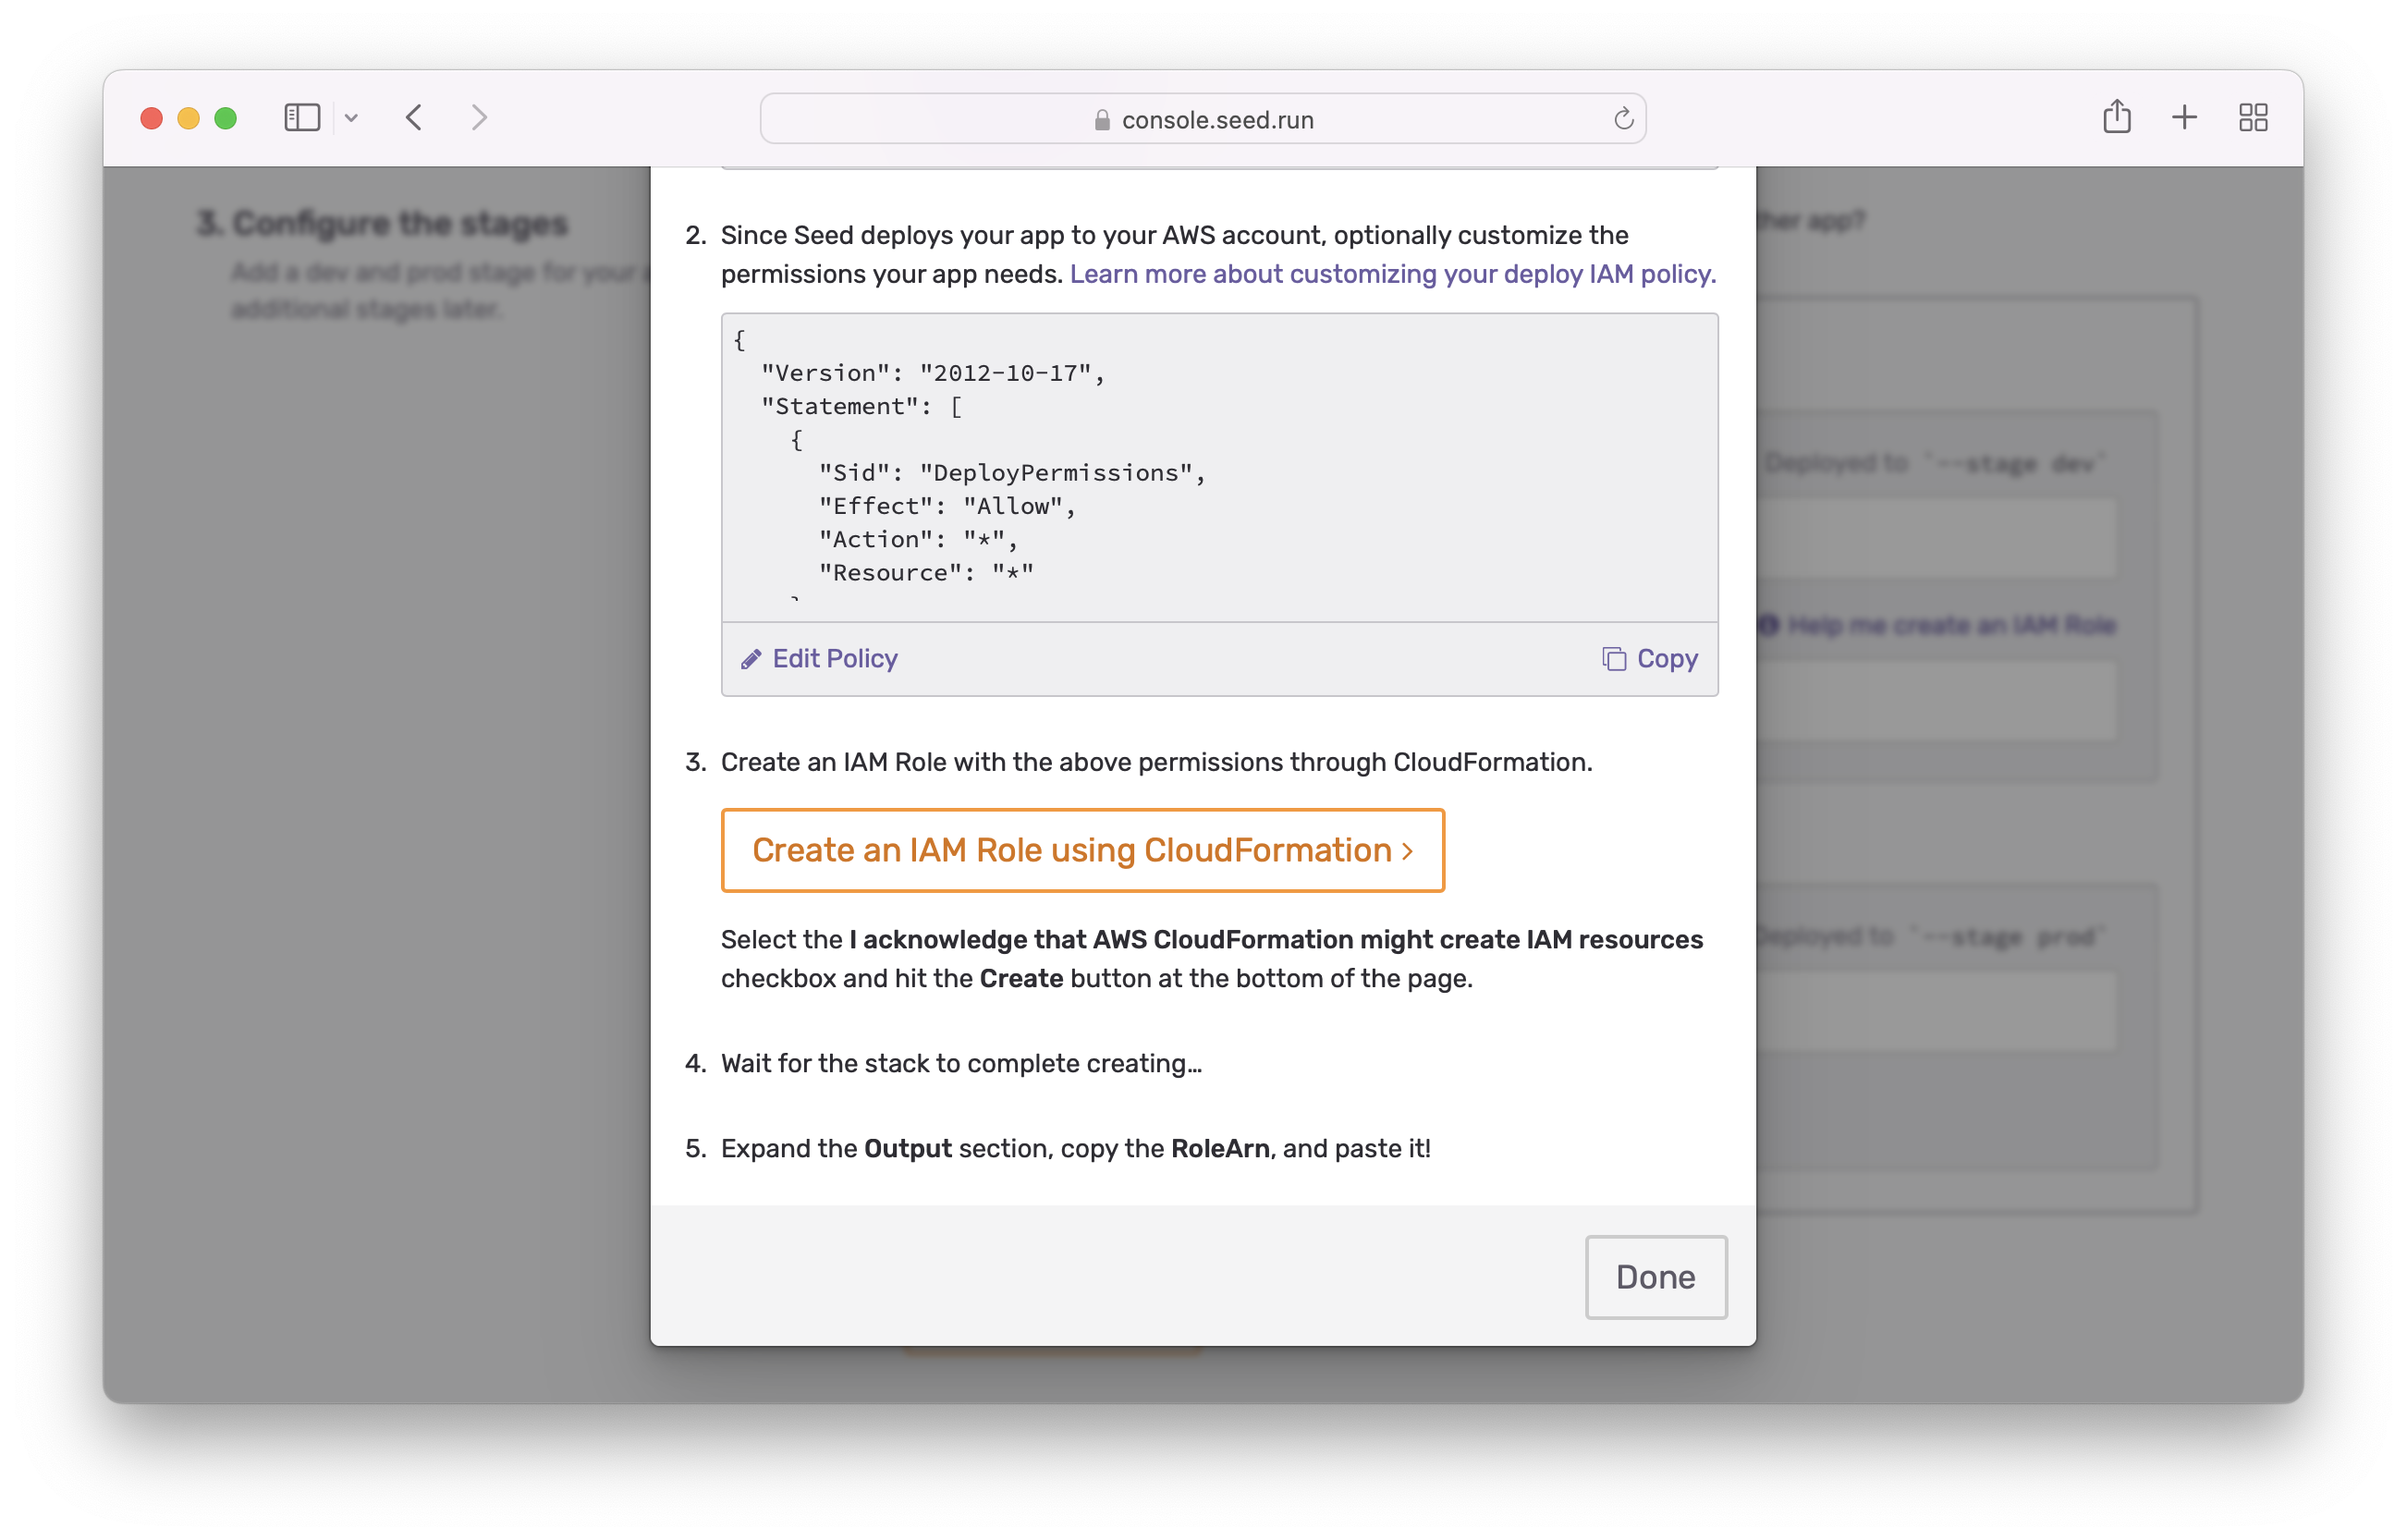 console.seed.run
3. Configure the stages
Add a dev and prod stage for your
additional stages later.
ther app?
2. Since Seed deploys your app to your AWS account, optionally customize the
permissions your app needs. Learn more about customizing your deploy IAM policy.
{
"Version": "2012-10-17",
"Statement": [
{
"Sid": "DeployPermissions",
"Effect": "Allow",
"Action": "*",
"Resource": "*"
Edit Policy
Copy
Deployed to `--stage dev`
Help me create an IAM Role
3. Create an IAM Role with the above permissions through CloudFormation.
Create an IAM Role using CloudFormation ›
Select the I acknowledge that AWS CloudFormation might create IAM resources
checkbox and hit the Create button at the bottom of the page.
Deployed to `--stage prod`
4. Wait for the stack to complete creating...
5. Expand the Output section, copy the RoleArn, and paste it!
Done